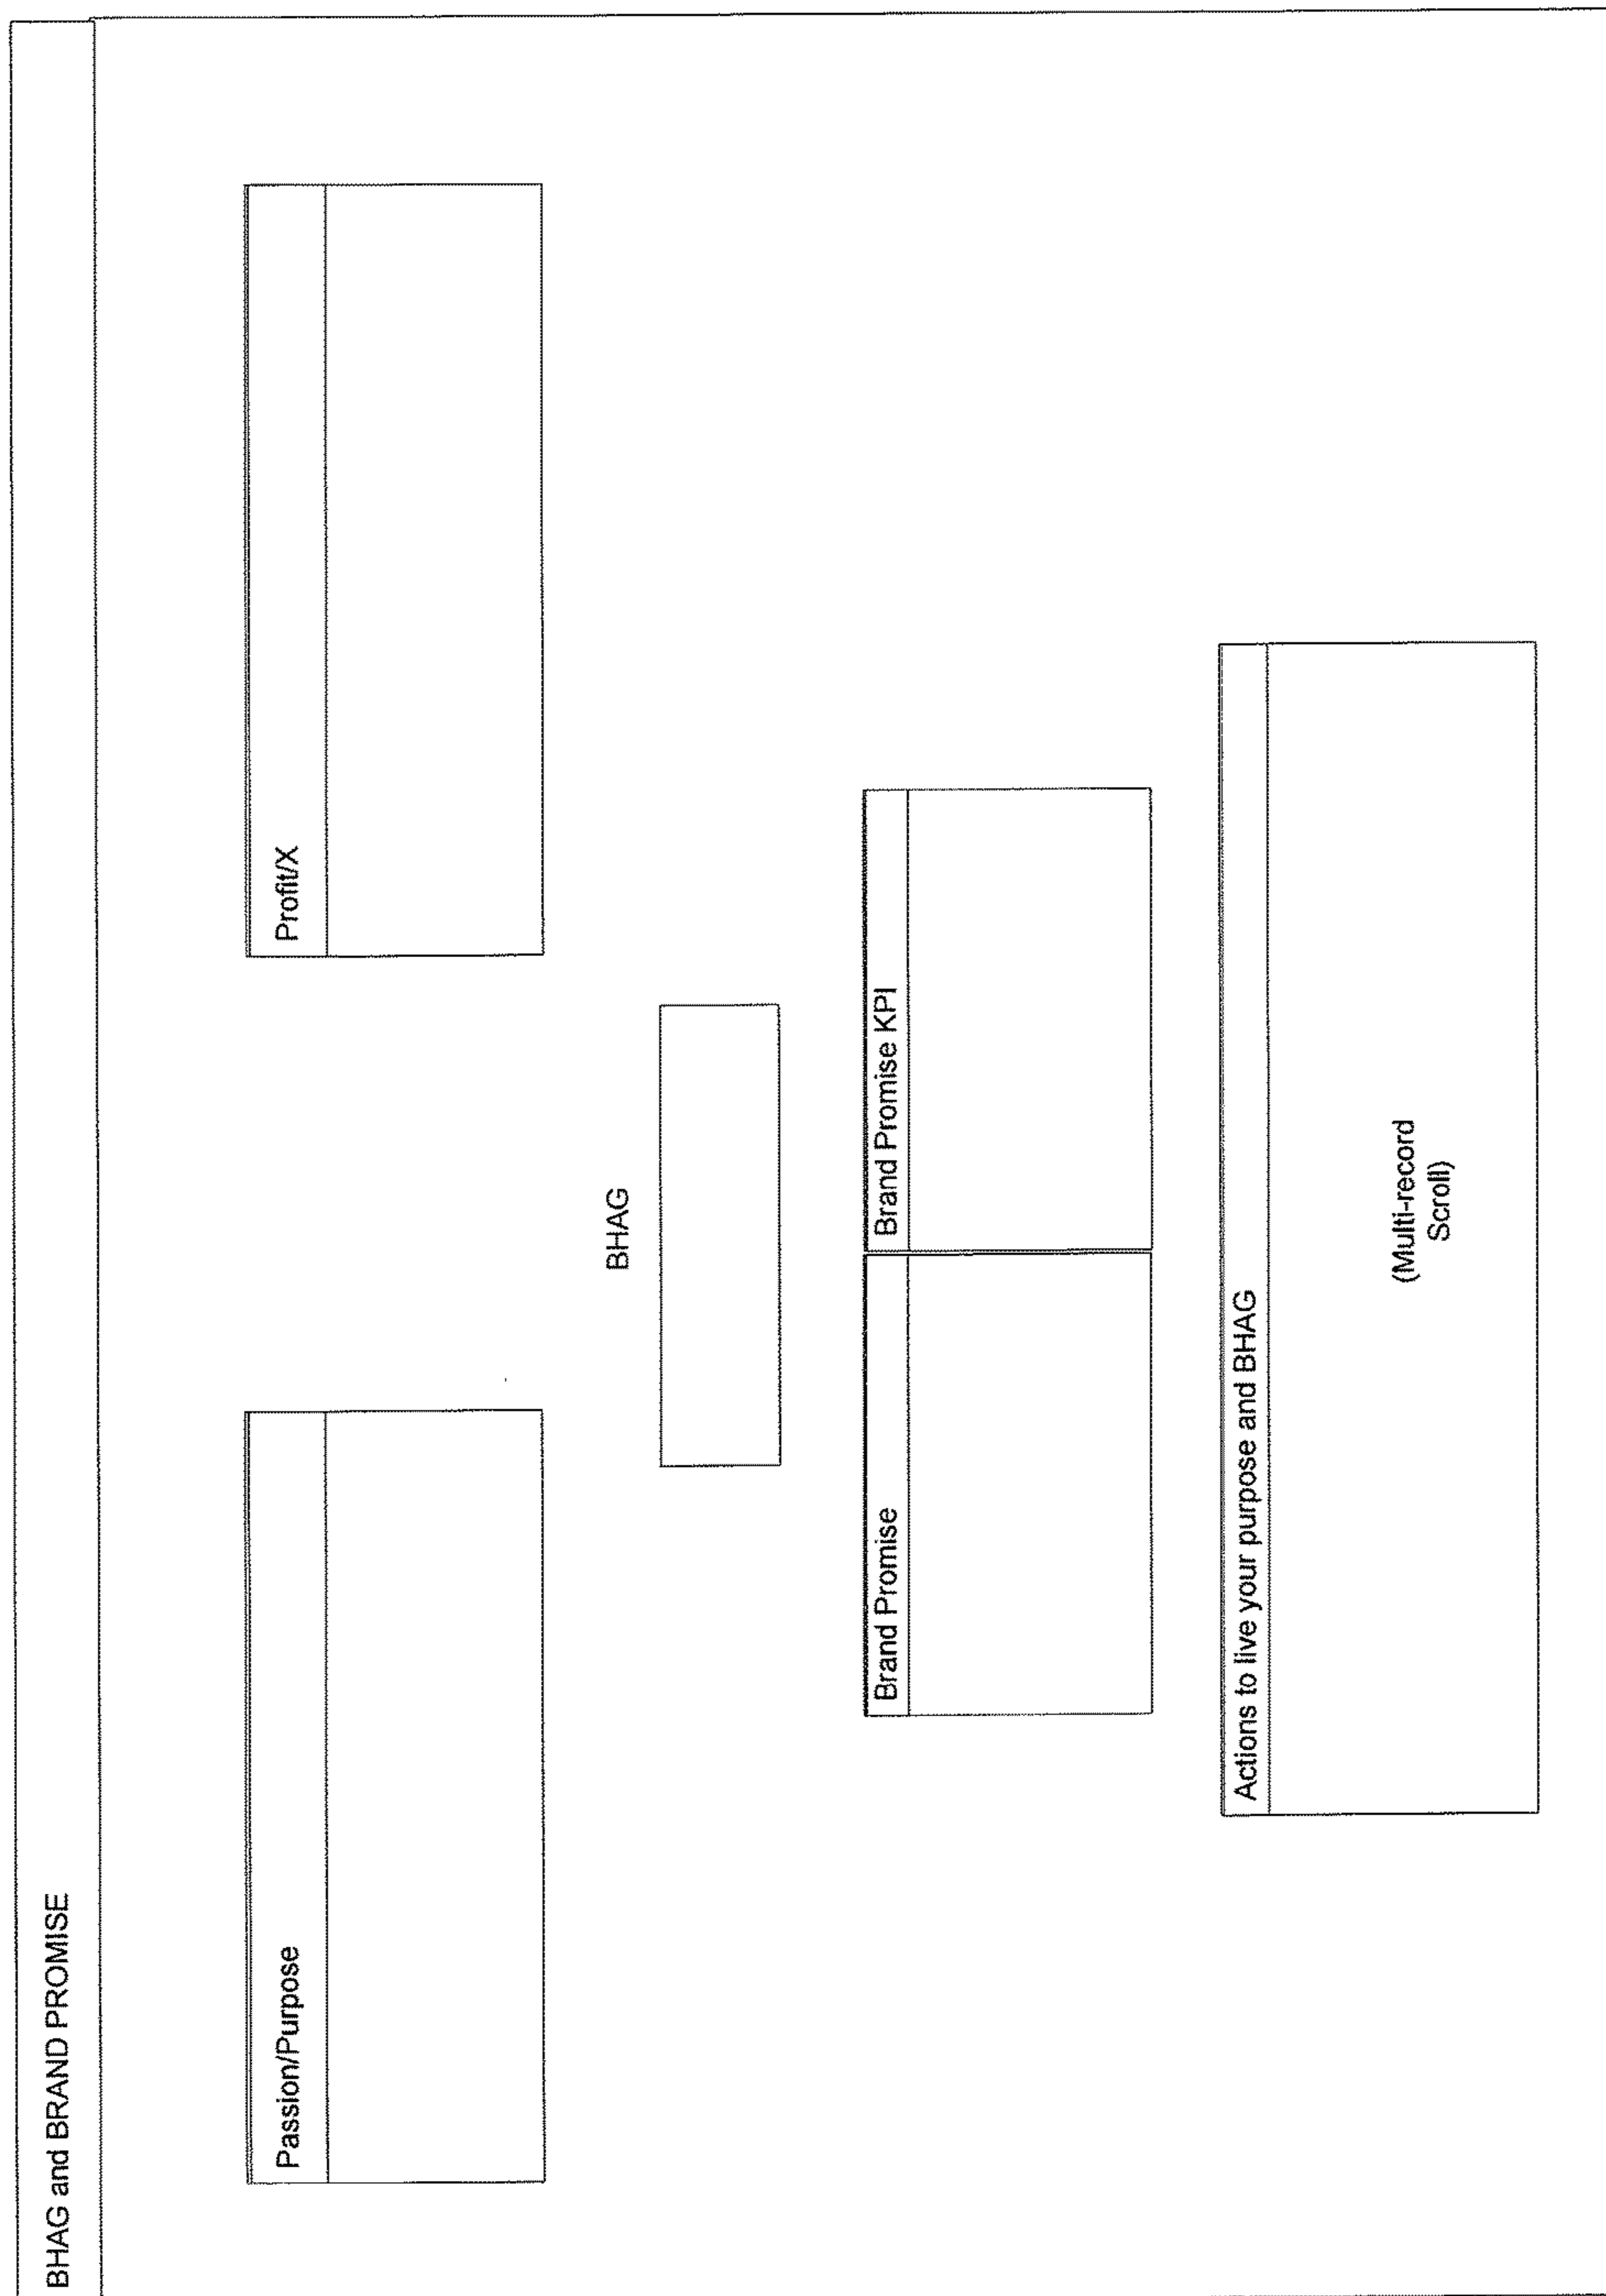 BHAG and BRAND PROMISE
Passion/Purpose
Profit/X
BHAG
Brand Promise
Brand Promise KPI
Actions to live your purpose and BHAG
(Multi-record
Scroll)